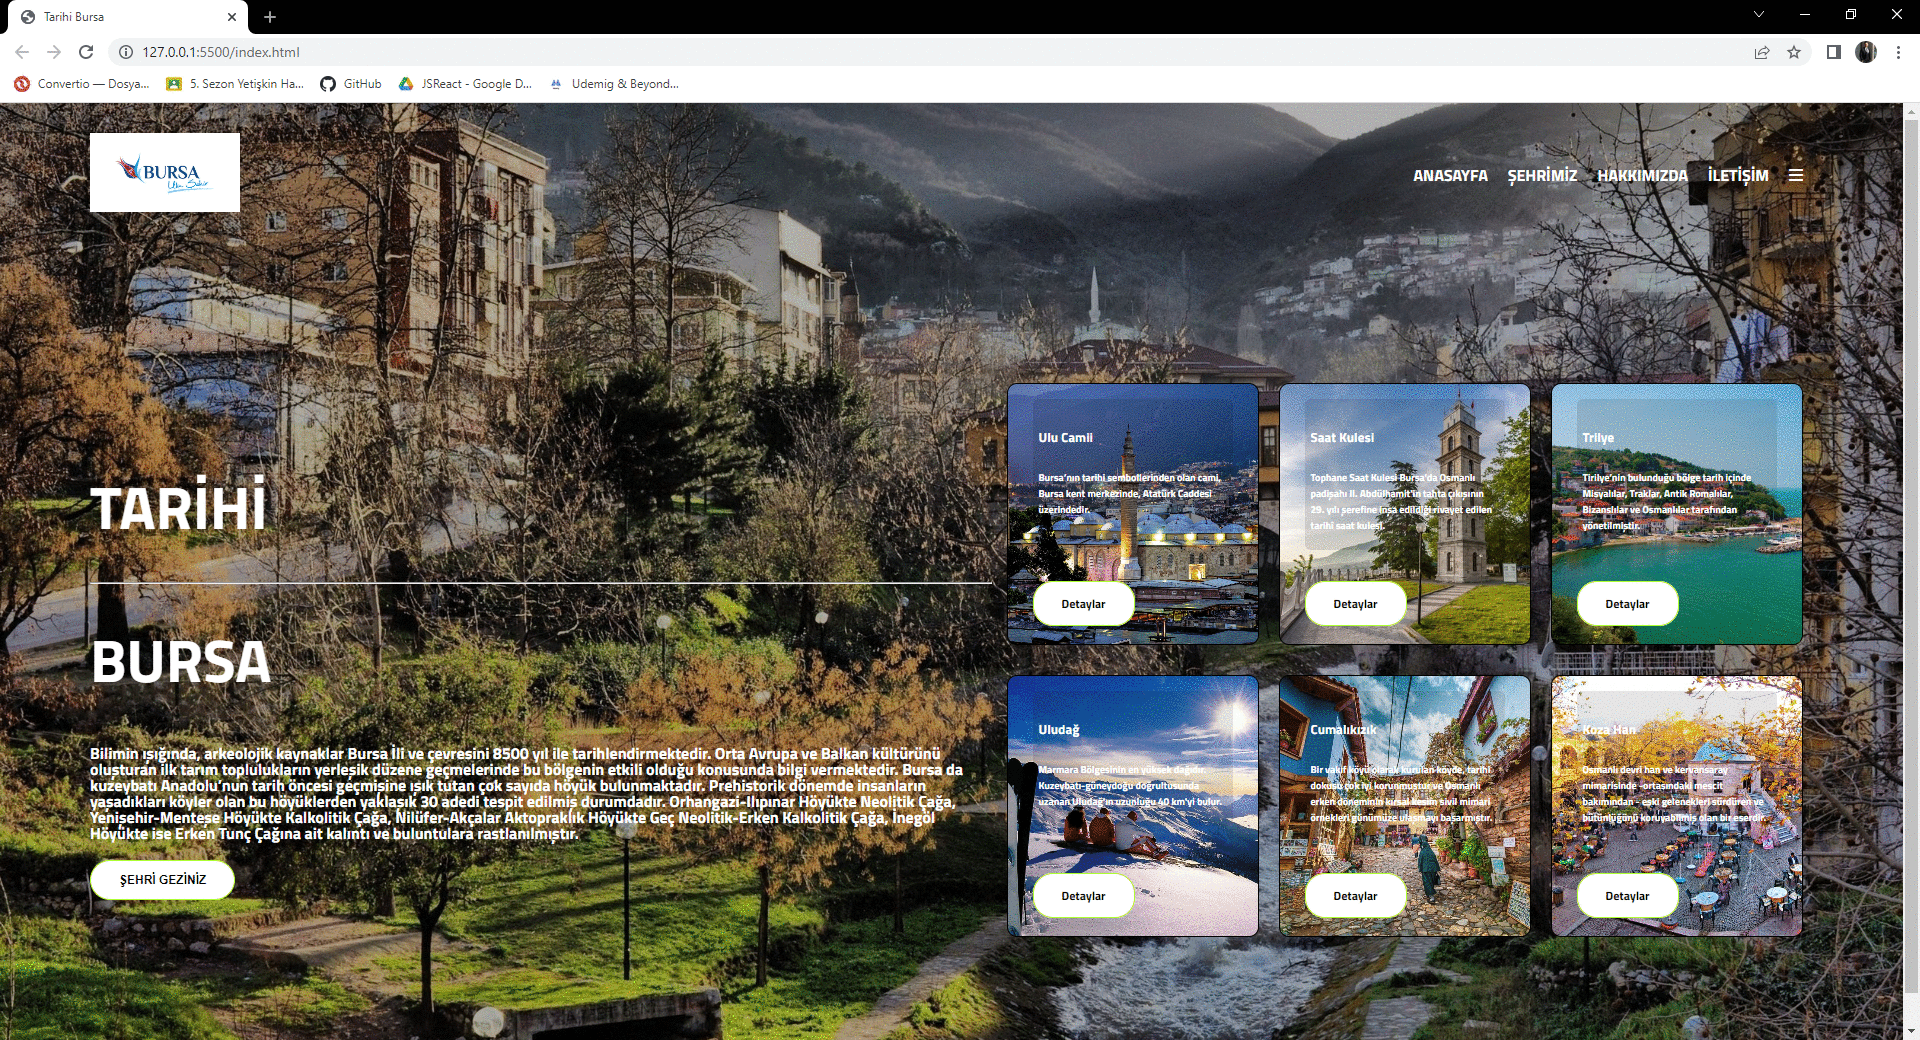 Tarihi Bursa
127.0.0.1:5500/index.html
Convertio — Dosya...
5. Sezon Yetişkin Ha...
GitHub
JSReact - Google D...
Udemig & Beyond...
BURSA
ANASAYFA
ŞEHRİMİZ
HAKKIMIZDA
İLETİŞİM
TARİHİ
BURSA
Bilimin ışığında, arkeolojik kaynaklar Bursa İli ve çevresini 8500 yıl ile tarihlendirmektedir. Orta Avrupa ve Balkan kültürünü
oluşturan ilk tarım toplulukların yerleşik düzene geçmelerinde bu bölgenin etkili olduğu konusunda bilgi vermektedir. Bursa da
kuzeybatı Anadolu'nun tarih öncesi geçmişine ışık tutan çok sayıda höyük bulunmaktadır. Prehistorik dönemde insanların
yaşadıkları köyler olan bu höyüklerden yaklaşık 30 adedi tespit edilmiş durumdadır. Orhangazi-Ilıpınar Höyükte Neolitik Çağa,
Yenişehir-Menteşe Höyükte Kalkolitik Çağa, Nilüfer-Akçalar Aktopraklık Höyükte Geç Neolitik-Erken Kalkolitik Çağa, İnegöl
Höyükte ise Erken Tunç Çağına ait kalıntı ve buluntulara rastlanılmıştır.
ŞEHRİ GEZİNİZ
Ulu Camii
Bursa'nın tarihi sembollerinden olan cami,
Bursa kent merkezinde, Atatürk Caddesi
üzerindedir.
Detaylar
Saat Kulesi
Tophane Saat Kulesi Bursa'da Osmanlı
padişahı II. Abdülhamit'in tahta çıkışının
29. yılı şerefine inşa edildiği rivayet edilen
tarihi saat kulesi.
Detaylar
Trilye
Tirilye'nin bulunduğu bölge tarih içinde
Misyalılar, Traklar, Antik Romalılar,
Bizanslılar ve Osmanlılar tarafından
yönetilmiştir.
Detaylar
Uludağ
Marmara Bölgesinin en yüksek dağıdır.
Kuzeybatı-güneydoğu doğrultusunda
uzanan Uludağ'ın uzunluğu 40 km'yi bulur.
Detaylar
Cumalıkızık
Bir vakıf köyü olarak kurulan köyde, tarihi
dokusu çok iyi korunmuştur ve Osmanlı
erken döneminin kırsal kesim sivil mimari
örnekleri günümüze ulaşmayı başarmıştır.
Detaylar
Koza Han
Osmanlı devri han ve kervansaray
mimarisinde -ortasındaki mescit
bakımından - eski gelenekleri sürdüren ve
bütünlüğünü koruyabilmiş olan bir eserdir.
Detaylar